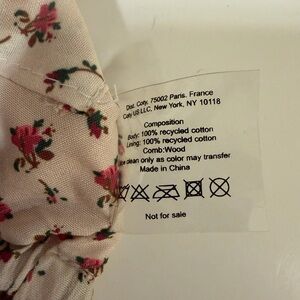 Dist. Coty, 75002 Paris. France
Coty US LLC, New York, NY 10118
Composition
Body: 100% recycled cotton
Lining: 100% recycled cotton
Comb:Wood
clean only as color may transfer
Made in China
Not for sale